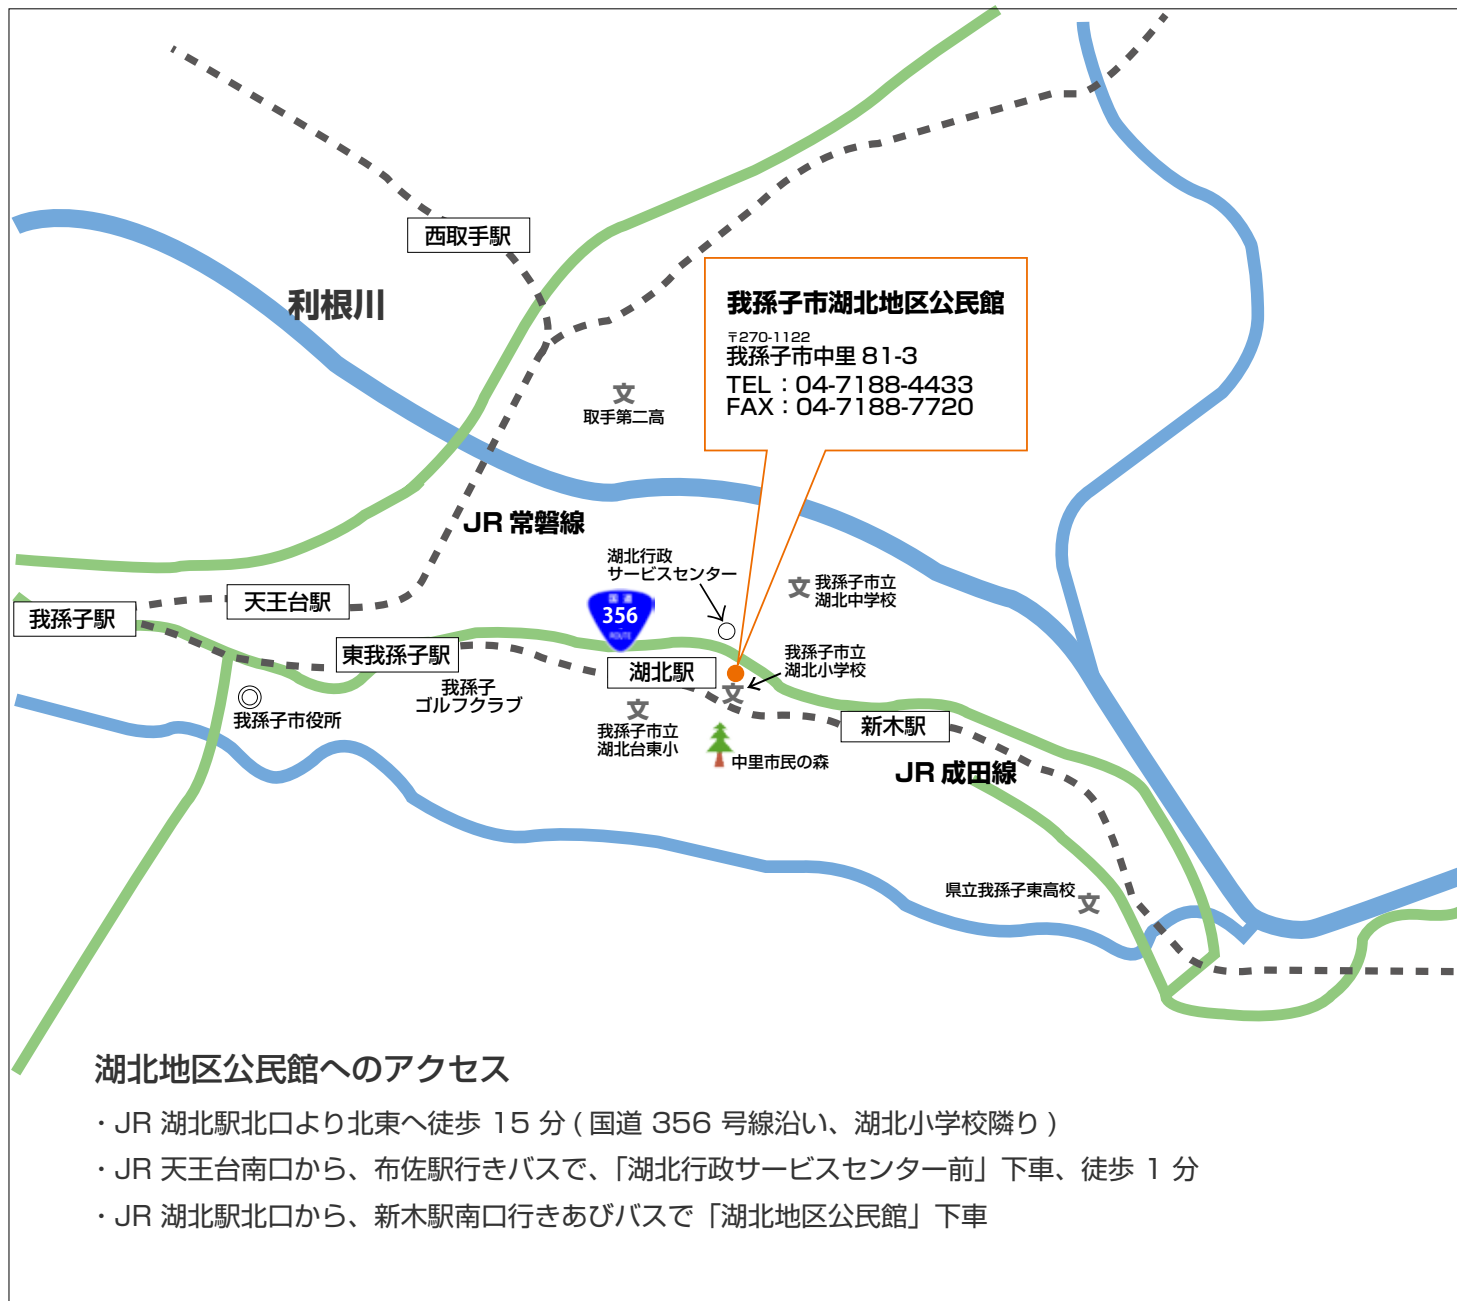 西取手駅
利根川
我孫子市湖北地区公民館
〒270-1122
我孫子市中里 81-3
TEL：04-7188-4433
FAX：04-7188-7720
文
取手第二高
JR 常磐線
湖北行政
サービスセンター
文
我孫子市立
湖北中学校
天王台駅
我孫子駅
国道
356
ROUTE
東我孫子駅
湖北駅
我孫子市立
湖北小学校
文
我孫子
ゴルフクラブ
我孫子市役所
文
我孫子市立
湖北台東小
中里市民の森
新木駅
JR 成田線
県立我孫子東高校
文
湖北地区公民館へのアクセス
・JR 湖北駅北口より北東へ徒歩 15 分 ( 国道 356 号線沿い、湖北小学校隣り )
・JR 天王台南口から、布佐駅行きバスで、「湖北行政サービスセンター前」下車、徒歩 1 分
・JR 湖北駅北口から、新木駅南口行きあびバスで「湖北地区公民館」下車